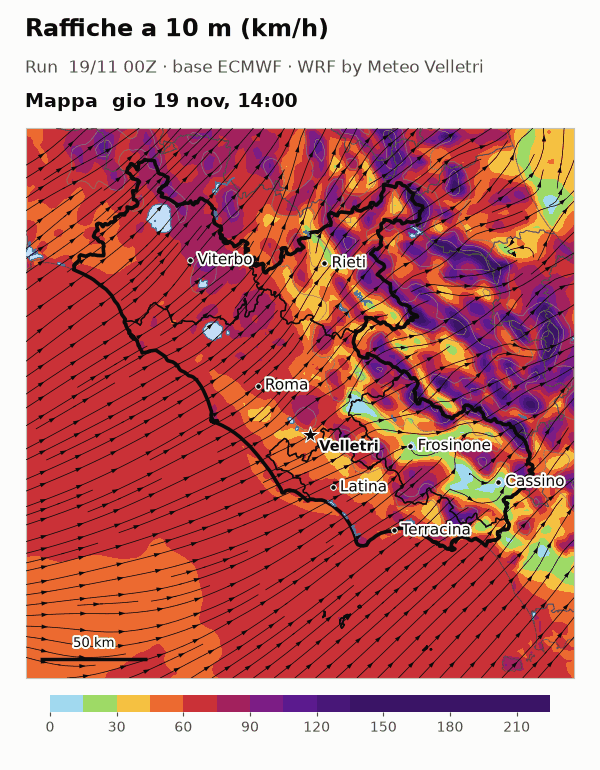 Raffiche a 10 m (km/h)
Run  19/11 00Z · base ECMWF · WRF by Meteo Velletri
Mappa  gio 19 nov, 14:00
Viterbo
Rieti
Roma
Velletri
Frosinone
Cassino
Latina
Terracina
50 km
0 30 60 90 120 150 180 210